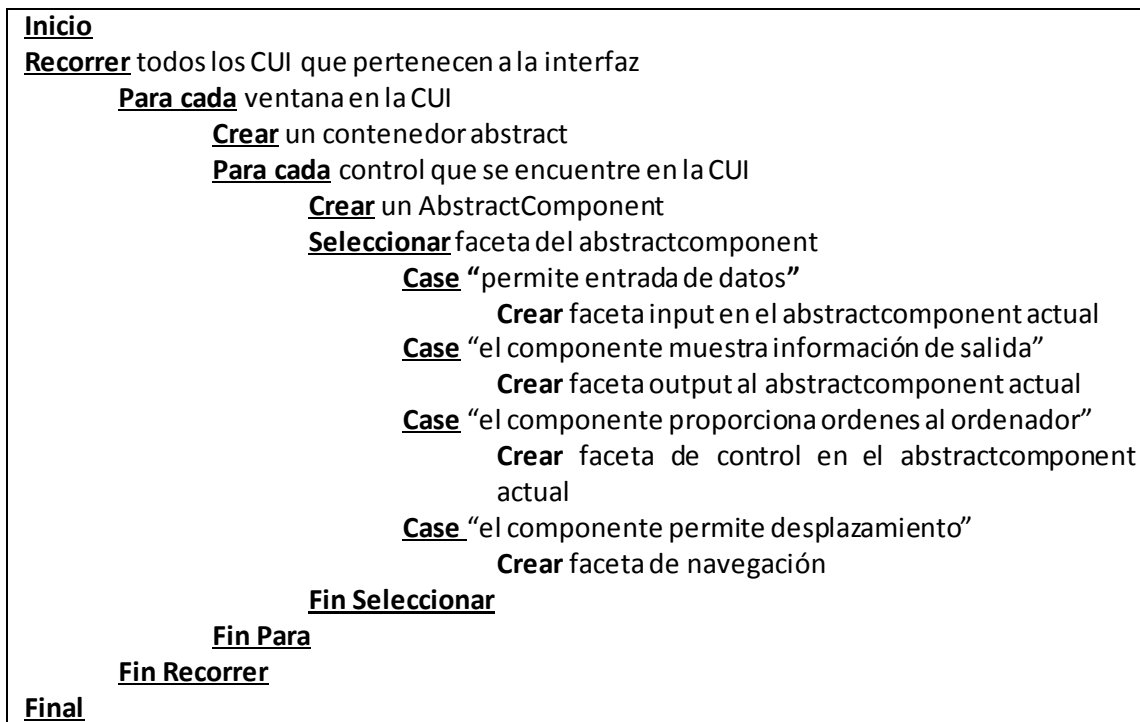 Inicio
Recorrer todos los CUI que pertenecen a la interfaz
Para cada ventana en la CUI
Crear un contenedor abstract
Para cada control que se encuentre en la CUI
Crear un AbstractComponent
Seleccionar faceta del abstractcomponent
Case “permite entrada de datos”
Crear faceta input en el abstractcomponent actual
Case “el componente muestra información de salida”
Crear faceta output al abstractcomponent actual
Case “el componente proporciona ordenes al ordenador”
Crear faceta de control en el abstractcomponent
actual
Case “el componente permite desplazamiento”
Crear faceta de navegación
Fin Seleccionar
Fin Para
Fin Recorrer
Final